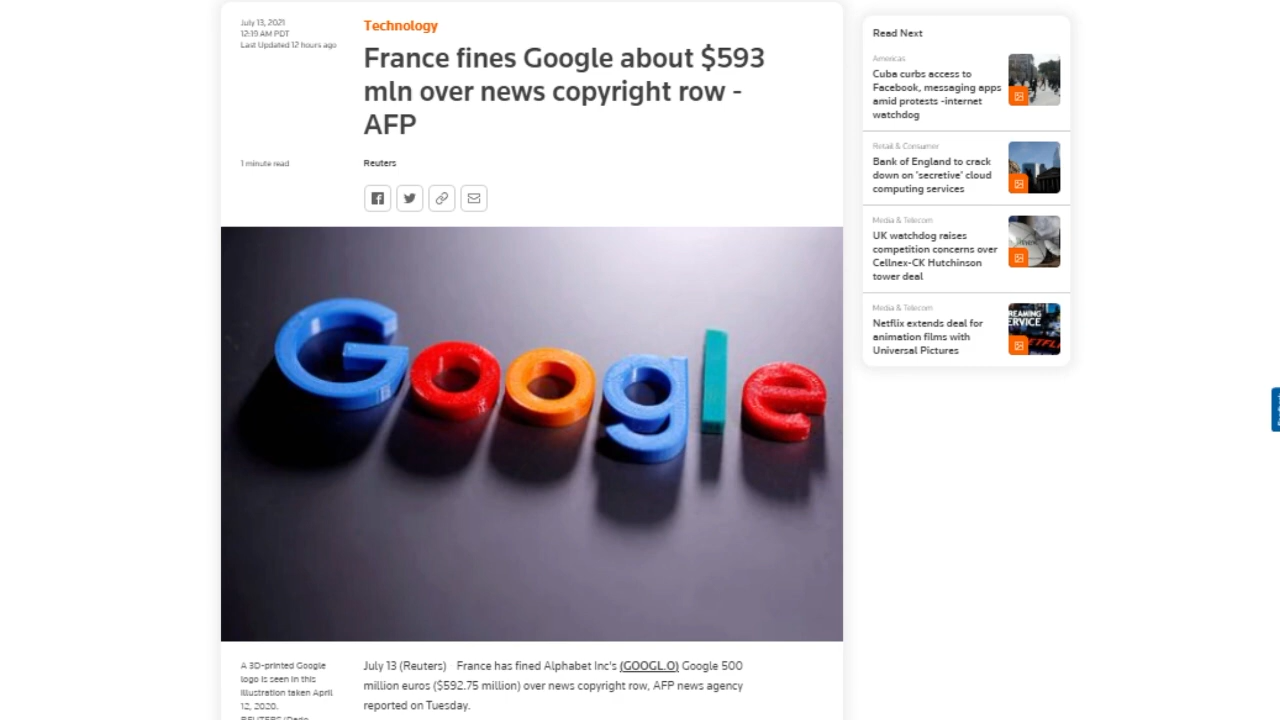 July 13, 2021
12:19 AM PDT
Last Updated 12 hours ago
Technology
France fines Google about $593
mln over news copyright row -
AFP
1 minute read
Reuters
Google
A 3D-printed Google
logo is seen in this
illustration taken April
12, 2020.
July 13 (Reuters) France has fined Alphabet Inc's (GOOGL.O) Google 500
million euros ($592.75 million) over news copyright row, AFP news agency
reported on Tuesday.
Read Next
Americas
Cuba curbs access to
Facebook, messaging apps
amid protests -internet
watchdog
Retail & Consumer
Bank of England to crack
down on 'secretive' cloud
computing services
Media & Telecom
UK watchdog raises
competition concerns over
Cellnex-CK Hutchinson
tower deal
Media & Telecom
Netflix extends deal for
animation films with
Universal Pictures